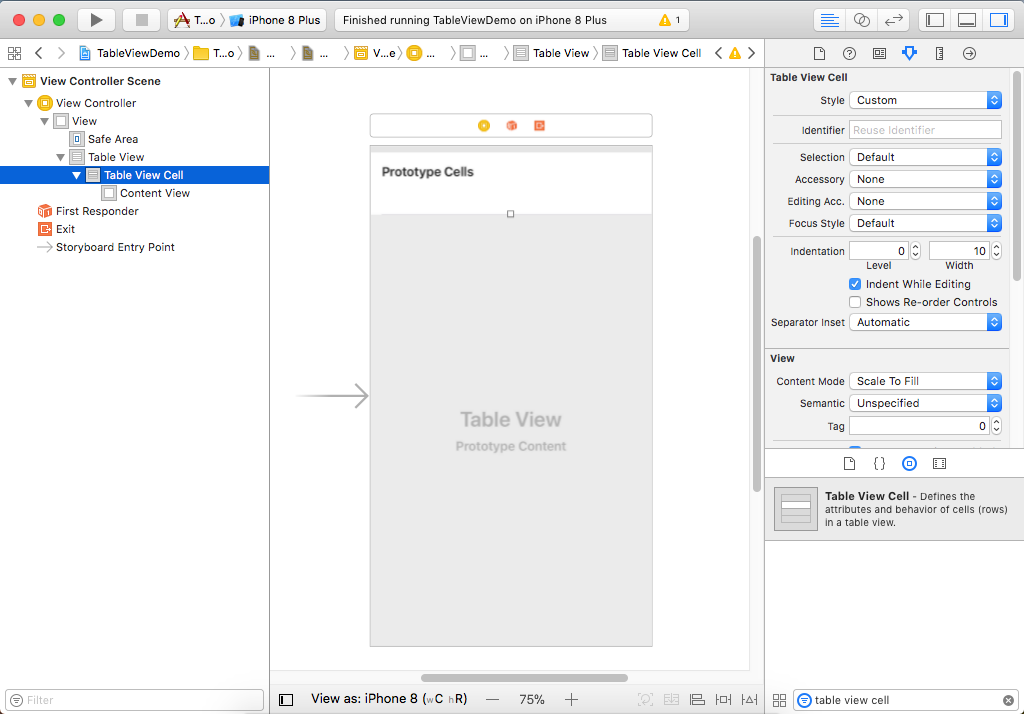 T...o iPhone 8 Plus Finished running TableViewDemo on iPhone 8 Plus 1
TableViewDemo T...o ... ... V...e ... ... Table View Table View Cell
View Controller Scene
View Controller
View
Safe Area
Table View
Table View Cell
Content View
First Responder
Exit
Storyboard Entry Point
Filter
Prototype Cells
Table View
Prototype Content
View as: iPhone 8 (wC hR) 75%
Table View Cell
Style Custom
Identifier Reuse Identifier
Selection Default
Accessory None
Editing Acc. None
Focus Style Default
Indentation 0 10
Level Width
Indent While Editing
Shows Re-order Controls
Separator Inset Automatic
View
Content Mode Scale To Fill
Semantic Unspecified
Tag 0
{}
Table View Cell - Defines the
attributes and behavior of cells (rows)
in a table view.
table view cell